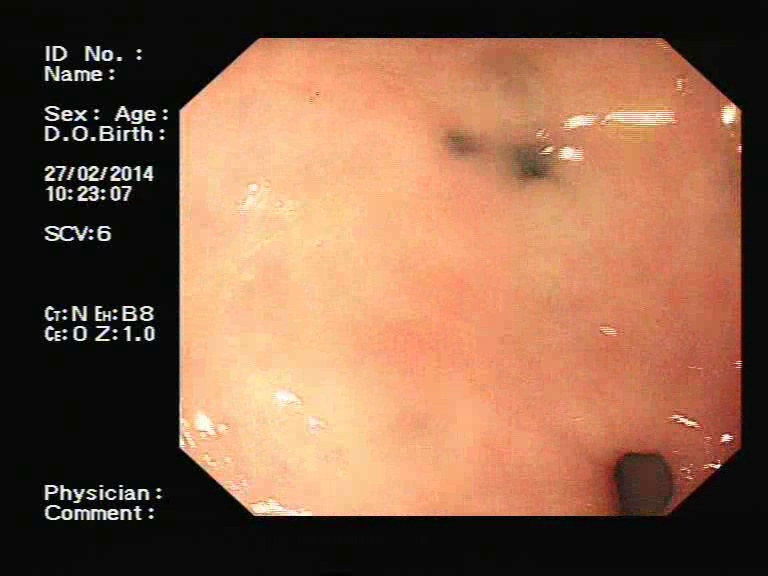 ID No. :
Name:
Sex: Age:
D.O.Birth:
27/02/2014
10:23:07
SCV:6
CT:N EH:B8
CE:0 Z:1.0
Physician:
Comment: